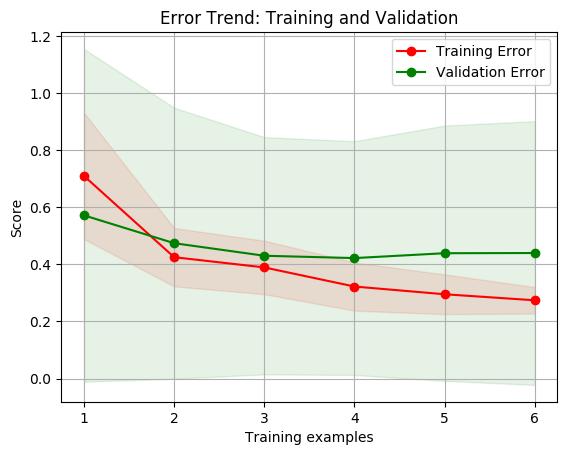 Error Trend: Training and Validation
Training Error
Validation Error
Score
1.2
1.0
0.8
0.6
0.4
0.2
0.0
1 2 3 4 5 6
Training examples